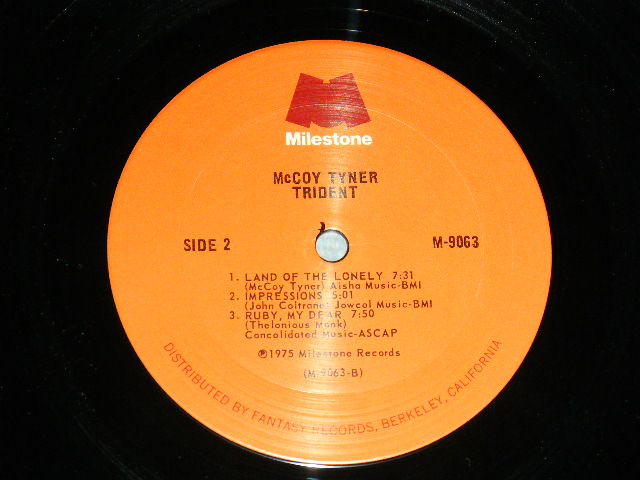 Milestone
McCOY TYNER
TRIDENT
SIDE 2
M-9063
1. LAND OF THE LONELY 7:31
(McCoy Tyner) Aisha Music-BMI
2. IMPRESSIONS 5:01
(John Coltrane) Jowcol Music-BMI
3. RUBY, MY DEAR 7:50
(Thelonious Monk)
Concolidated Music-ASCAP
℗1975 Milestone Records
(M-9063-B)
DISTRIBUTED BY FANTASY RECORDS, BERKELEY, CALIFORNIA